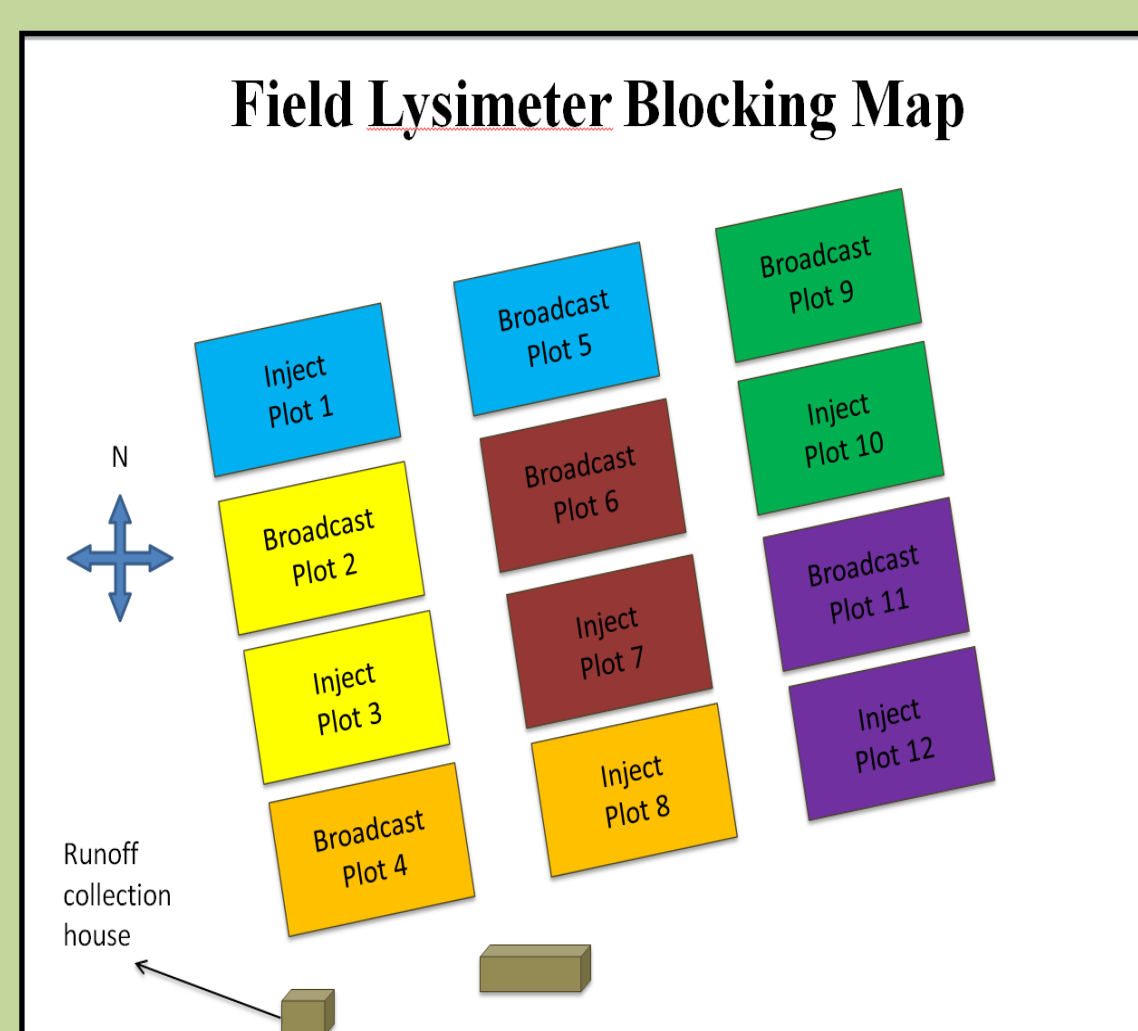 Field Lysimeter Blocking Map
Inject
Plot 1
Broadcast
Plot 2
Inject
Plot 3
Broadcast
Plot 4
Broadcast
Plot 5
Broadcast
Plot 6
Inject
Plot 7
Inject
Plot 8
Broadcast
Plot 9
Inject
Plot 10
Broadcast
Plot 11
Inject
Plot 12
N
Runoff
collection
house